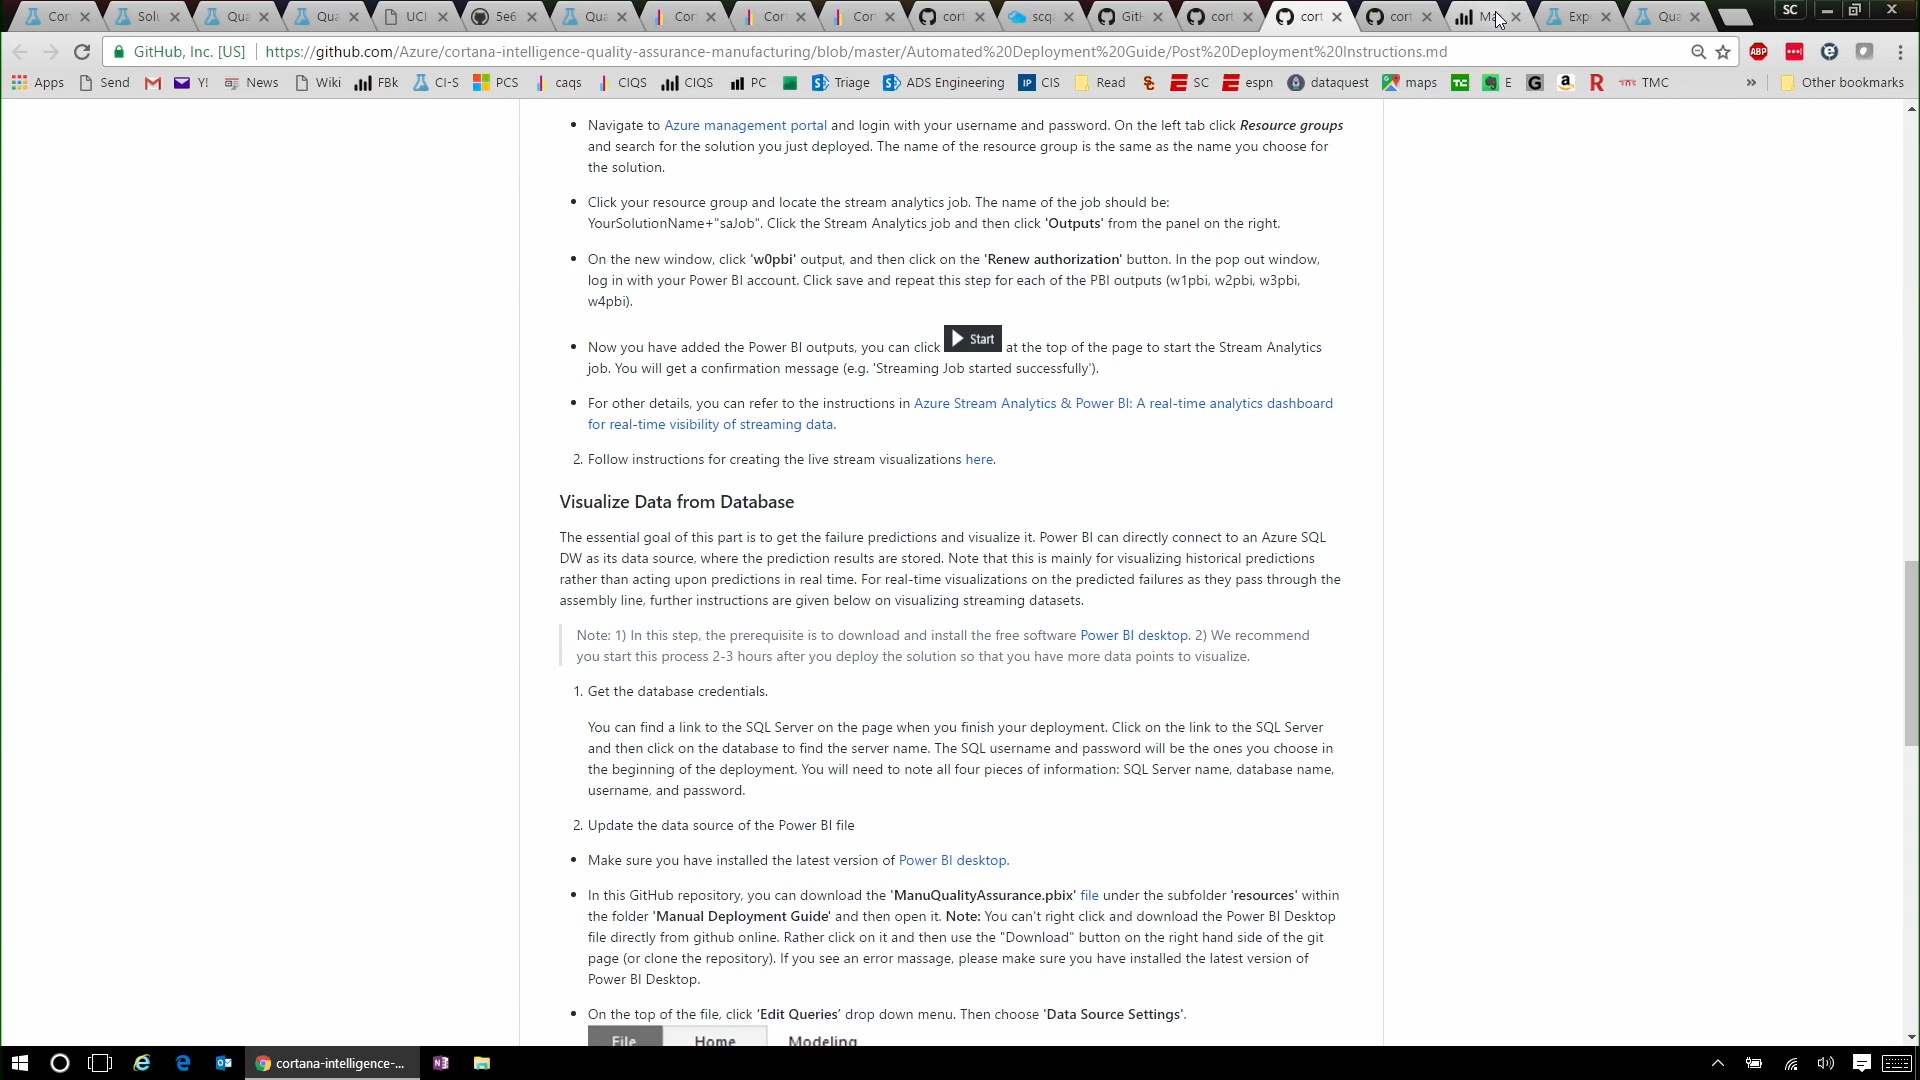 Cor
Solu
Qua
Qua
UCI
5e6
Qua
Cor
Cor
Cor
cort
scq
GitH
cort
cort
cort
Ma
Exp
Qua
SC
GitHub, Inc. [US]
https://github.com/Azure/cortana-intelligence-quality-assurance-manufacturing/blob/master/Automated%20Deployment%20Guide/Post%20Deployment%20Instructions.md
ABP
Apps
Send
Y!
News
Wiki
FBk
CI-S
PCS
caqs
CIQS
CIQS
PC
Triage
ADS Engineering
IP CIS
Read
SC
espn
dataquest
maps
TC
E
G
a
R
TMC
»
Other bookmarks
• Navigate to Azure management portal and login with your username and password. On the left tab click Resource groups
and search for the solution you just deployed. The name of the resource group is the same as the name you choose for
the solution.
• Click your resource group and locate the stream analytics job. The name of the job should be:
YourSolutionName+"saJob". Click the Stream Analytics job and then click 'Outputs' from the panel on the right.
• On the new window, click 'w0pbi' output, and then click on the 'Renew authorization' button. In the pop out window,
log in with your Power BI account. Click save and repeat this step for each of the PBI outputs (w1pbi, w2pbi, w3pbi,
w4pbi).
• Now you have added the Power BI outputs, you can click Start at the top of the page to start the Stream Analytics
job. You will get a confirmation message (e.g. 'Streaming Job started successfully').
• For other details, you can refer to the instructions in Azure Stream Analytics & Power BI: A real-time analytics dashboard
for real-time visibility of streaming data.
2. Follow instructions for creating the live stream visualizations here.
Visualize Data from Database
The essential goal of this part is to get the failure predictions and visualize it. Power BI can directly connect to an Azure SQL
DW as its data source, where the prediction results are stored. Note that this is mainly for visualizing historical predictions
rather than acting upon predictions in real time. For real-time visualizations on the predicted failures as they pass through the
assembly line, further instructions are given below on visualizing streaming datasets.
Note: 1) In this step, the prerequisite is to download and install the free software Power BI desktop. 2) We recommend
you start this process 2-3 hours after you deploy the solution so that you have more data points to visualize.
1. Get the database credentials.
You can find a link to the SQL Server on the page when you finish your deployment. Click on the link to the SQL Server
and then click on the database to find the server name. The SQL username and password will be the ones you choose in
the beginning of the deployment. You will need to note all four pieces of information: SQL Server name, database name,
username, and password.
2. Update the data source of the Power BI file
• Make sure you have installed the latest version of Power BI desktop.
• In this GitHub repository, you can download the 'ManuQualityAssurance.pbix' file under the subfolder 'resources' within
the folder 'Manual Deployment Guide' and then open it. Note: You can't right click and download the Power BI Desktop
file directly from github online. Rather click on it and then use the "Download" button on the right hand side of the git
page (or clone the repository). If you see an error massage, please make sure you have installed the latest version of
Power BI Desktop.
• On the top of the file, click ‘Edit Queries’ drop down menu. Then choose 'Data Source Settings'.
File Home Modeling
cortana-intelligence-...